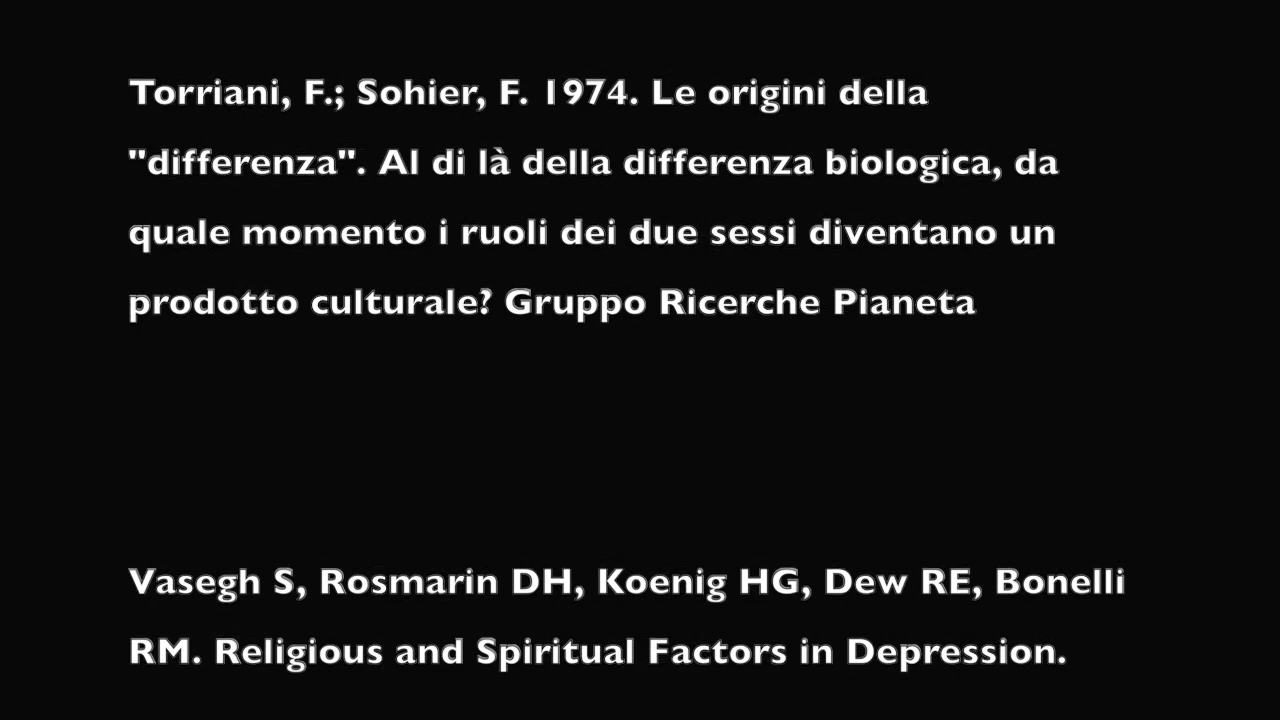 Torriani, F.; Sohier, F. 1974. Le origini della
"differenza". Al di là della differenza biologica, da
quale momento i ruoli dei due sessi diventano un
prodotto culturale? Gruppo Ricerche Pianeta
Vasegh S, Rosmarin DH, Koenig HG, Dew RE, Bonelli
RM. Religious and Spiritual Factors in Depression.